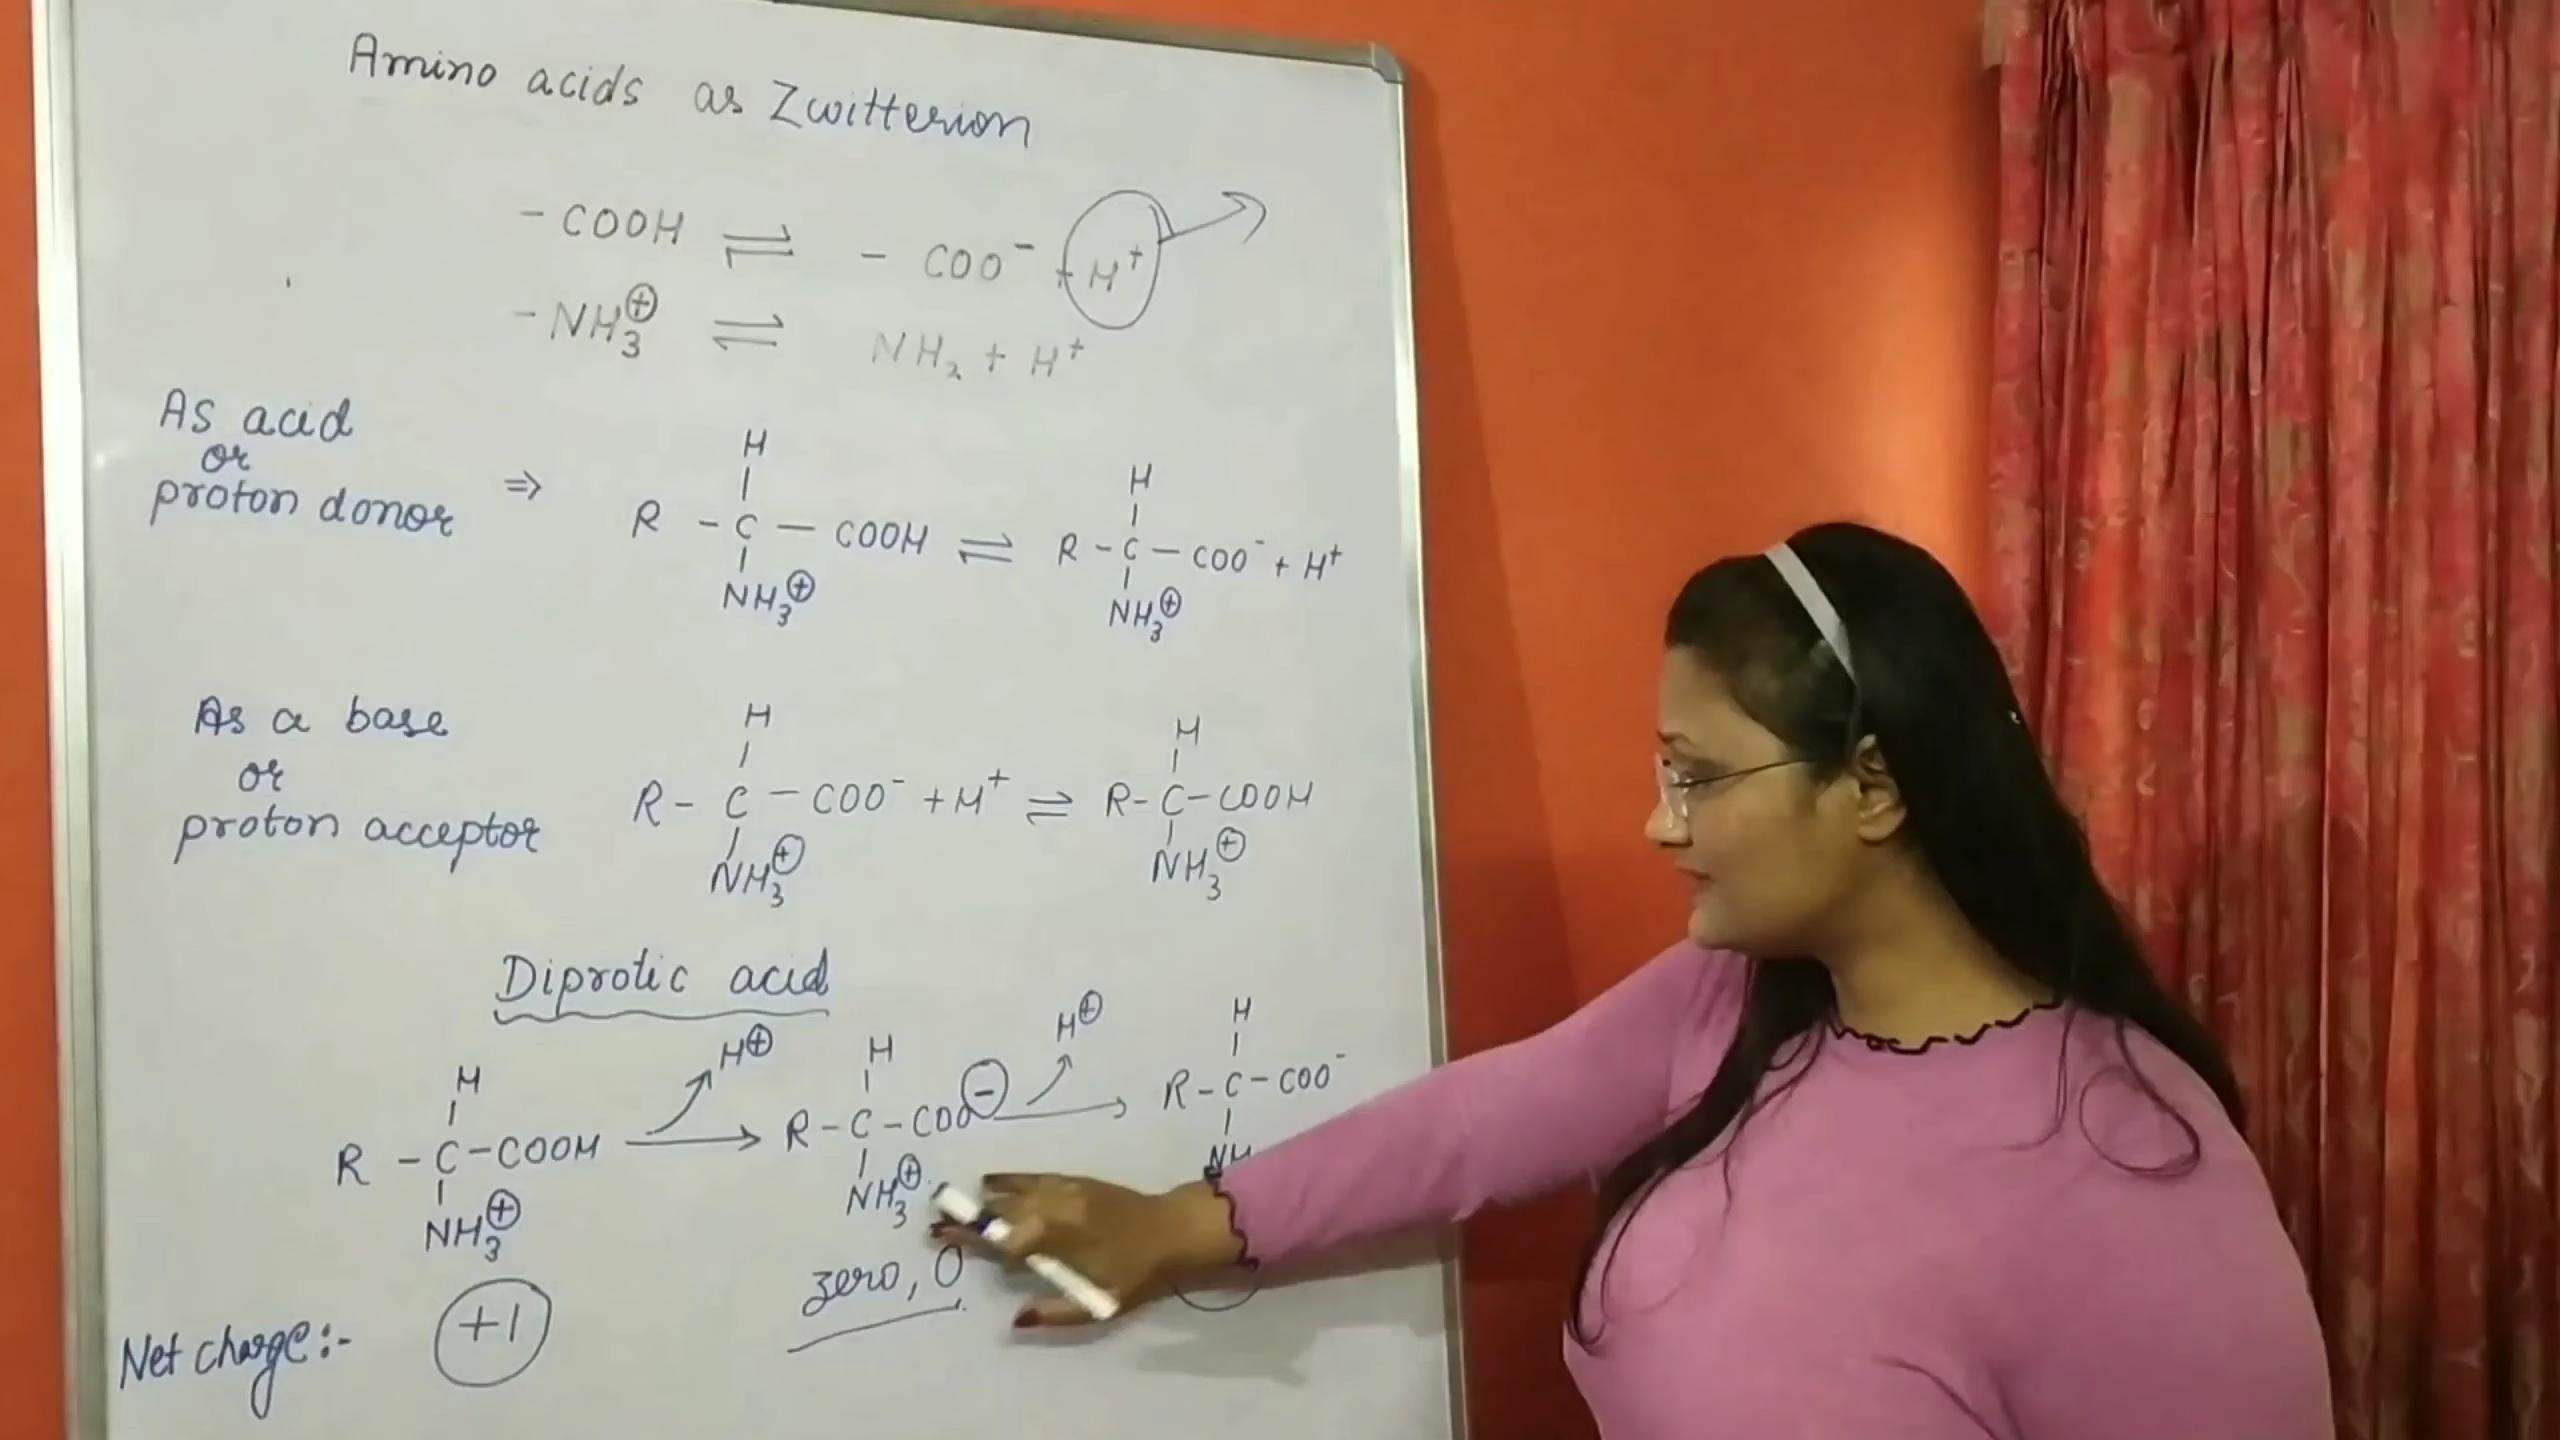 Amino acids as Zwitterion
- COOH ⇌ - COO⁻ + H⁺
- NH₃⊕ ⇌ NH₂ + H⁺
As acid
or
proton donor ⇒
H
|
R - C — COOH ⇌
|
NH₃⊕
H
|
R - C — COO⁻ + H⁺
|
NH₃⊕
As a base
or
proton acceptor
H
|
R - C — COO⁻ + H⁺ ⇌
|
NH₃⊕
H
|
R - C - COOH
|
NH₃⊕
Diprotic acid
H
|
R - C - COOH
|
NH₃⊕
→ H⊕
H
|
R - C - COO⊖
|
NH₃⊕
→ H⊕
H
|
R - C - COO⁻
|
NH
Net charge:- +1 zero, 0